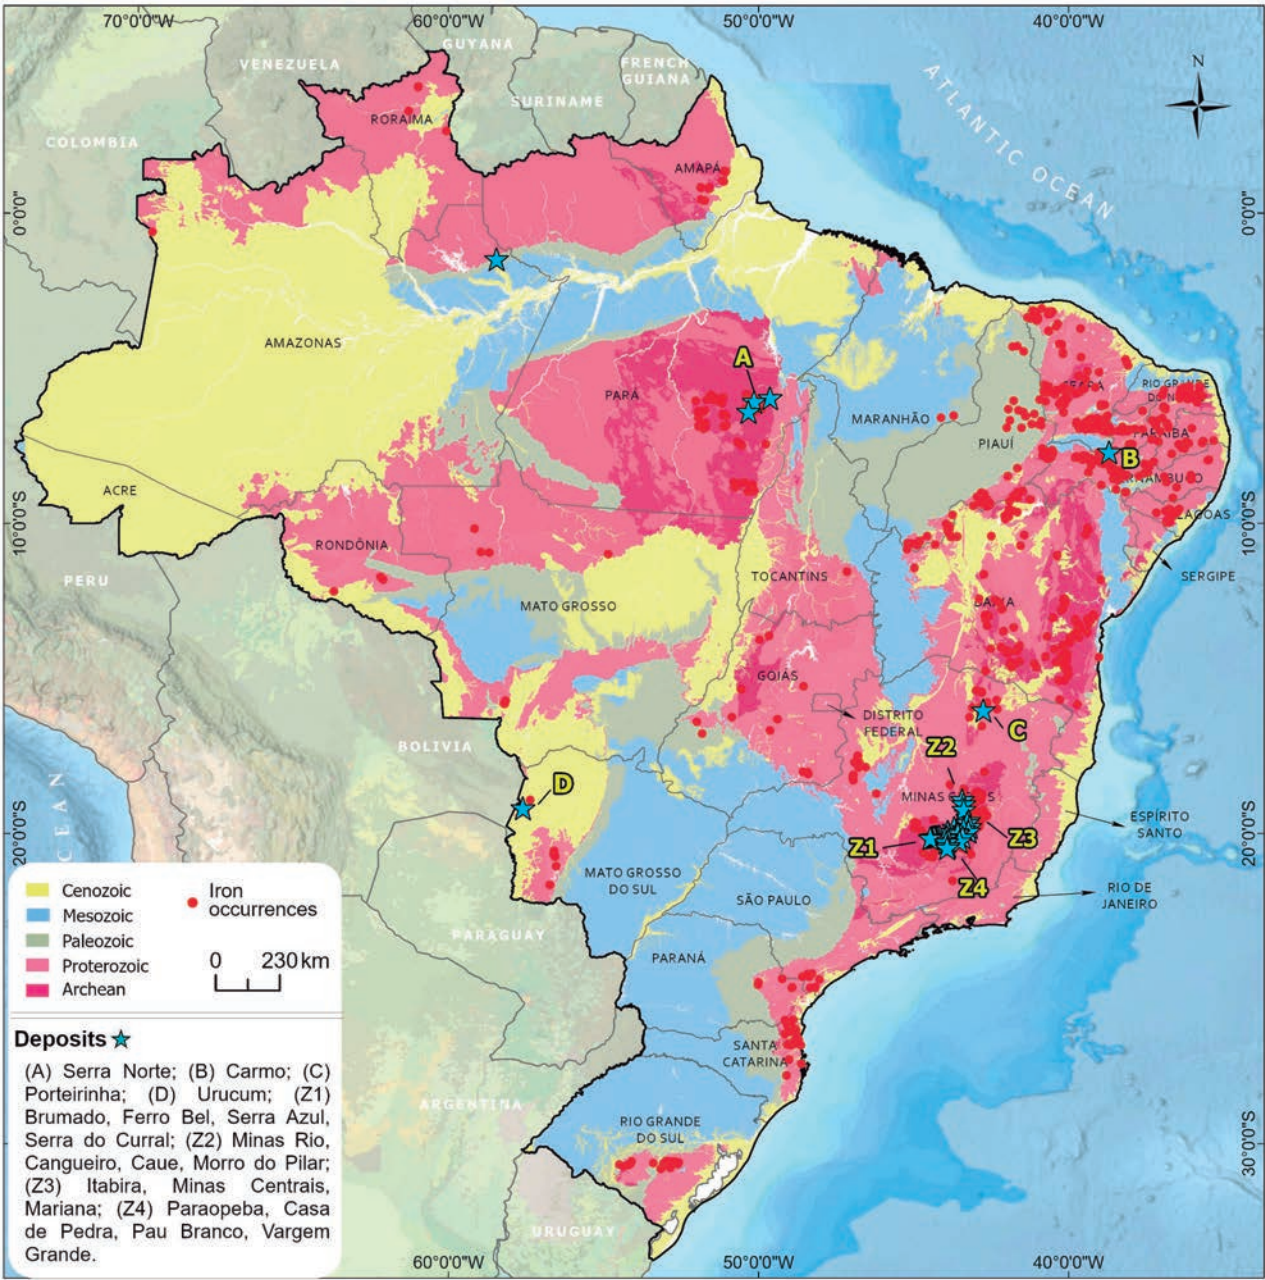 70°0'0"W
60°0'0"W
50°0'0"W
40°0'0"W
GUYANA
VENEZUELA
FRENCH
GUIANA
SURINAME
N
ATLANTIC OCEAN
RORAIMA
COLOMBIA
AMAPÁ
0°0'0"
0°0'0"
AMAZONAS
A
PARÁ
MARANHÃO
CEARÁ
RIO GRANDE
DO N
PARAÍBA
PIAUÍ
B
RNAMBUCO
ACRE
LAGOAS
10°0'0"S
10°0'0"S
RONDÔNIA
TOCANTINS
SERGIPE
PERU
MATO GROSSO
BAHIA
GOIÁS
DISTRITO
FEDERAL
C
BOLIVIA
Z2
D
MINAS G S
ESPÍRITO
SANTO
Z1
Z3
20°0'0"S
20°0'0"S
CEAN
MATO GROSSO
DO SUL
Z4
RIO DE
JANEIRO
SÃO PAULO
PARAGUAY
PARANÁ
SANTA
CATARINA
ARGENTINA
RIO GRANDE
DO SUL
30°0'0"S
URUGUAY
60°0'0"W
50°0'0"W
40°0'0"W
Cenozoic
Mesozoic
Paleozoic
Proterozoic
Archean
Iron
occurrences
0 230 km
Deposits
(A) Serra Norte; (B) Carmo; (C)
Porteirinha; (D) Urucum; (Z1)
Brumado, Ferro Bel, Serra Azul,
Serra do Curral; (Z2) Minas Rio,
Cangueiro, Caue, Morro do Pilar;
(Z3) Itabira, Minas Centrais,
Mariana; (Z4) Paraopeba, Casa
de Pedra, Pau Branco, Vargem
Grande.